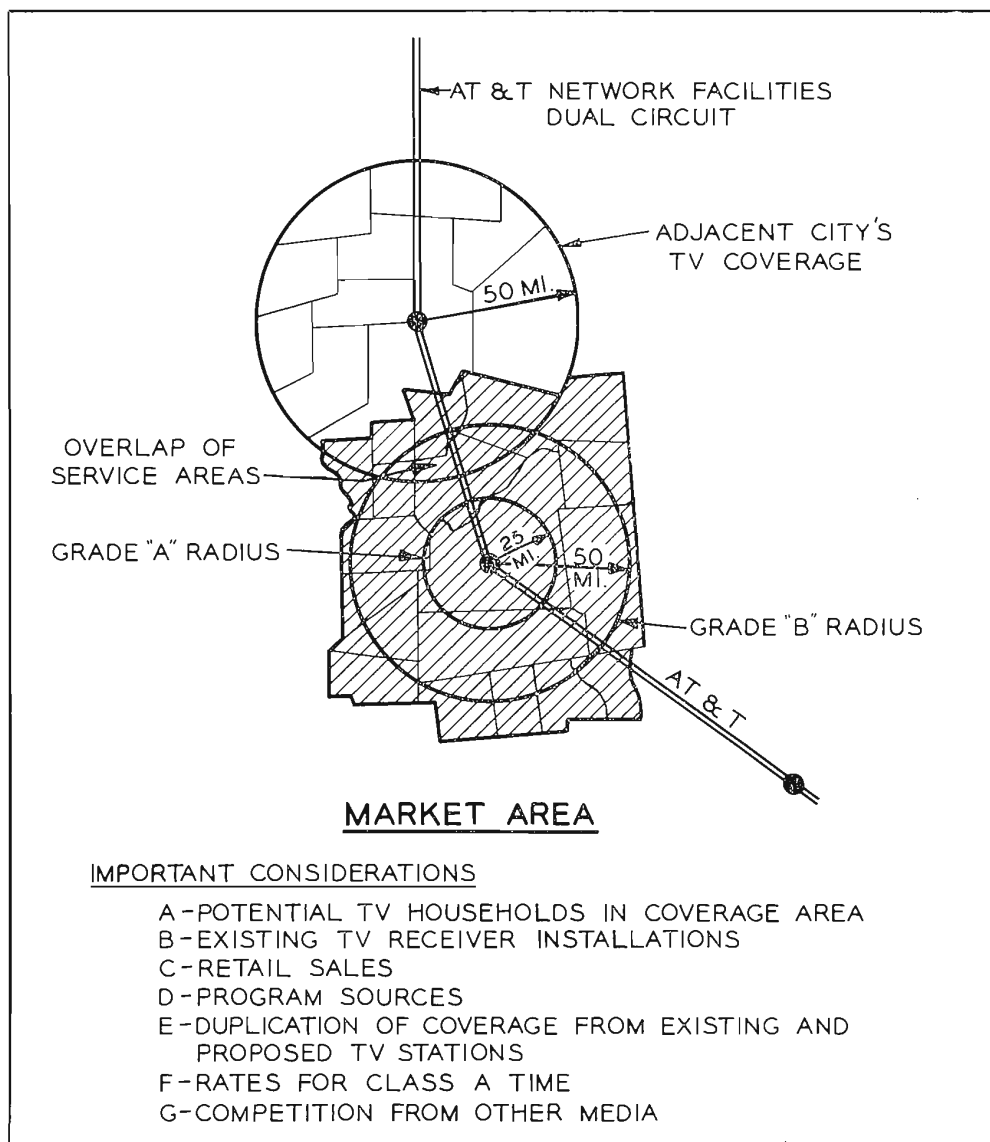 AT & T NETWORK FACILITIES
DUAL CIRCUIT
ADJACENT CITY'S
TV COVERAGE
50 MI.
OVERLAP OF
SERVICE AREAS
GRADE "A" RADIUS
25
MI.
50
MI.
GRADE "B" RADIUS
AT & T
MARKET AREA
IMPORTANT CONSIDERATIONS
A-POTENTIAL TV HOUSEHOLDS IN COVERAGE AREA
B-EXISTING TV RECEIVER INSTALLATIONS
C-RETAIL SALES
D-PROGRAM SOURCES
E-DUPLICATION OF COVERAGE FROM EXISTING AND
PROPOSED TV STATIONS
F-RATES FOR CLASS A TIME
G-COMPETITION FROM OTHER MEDIA